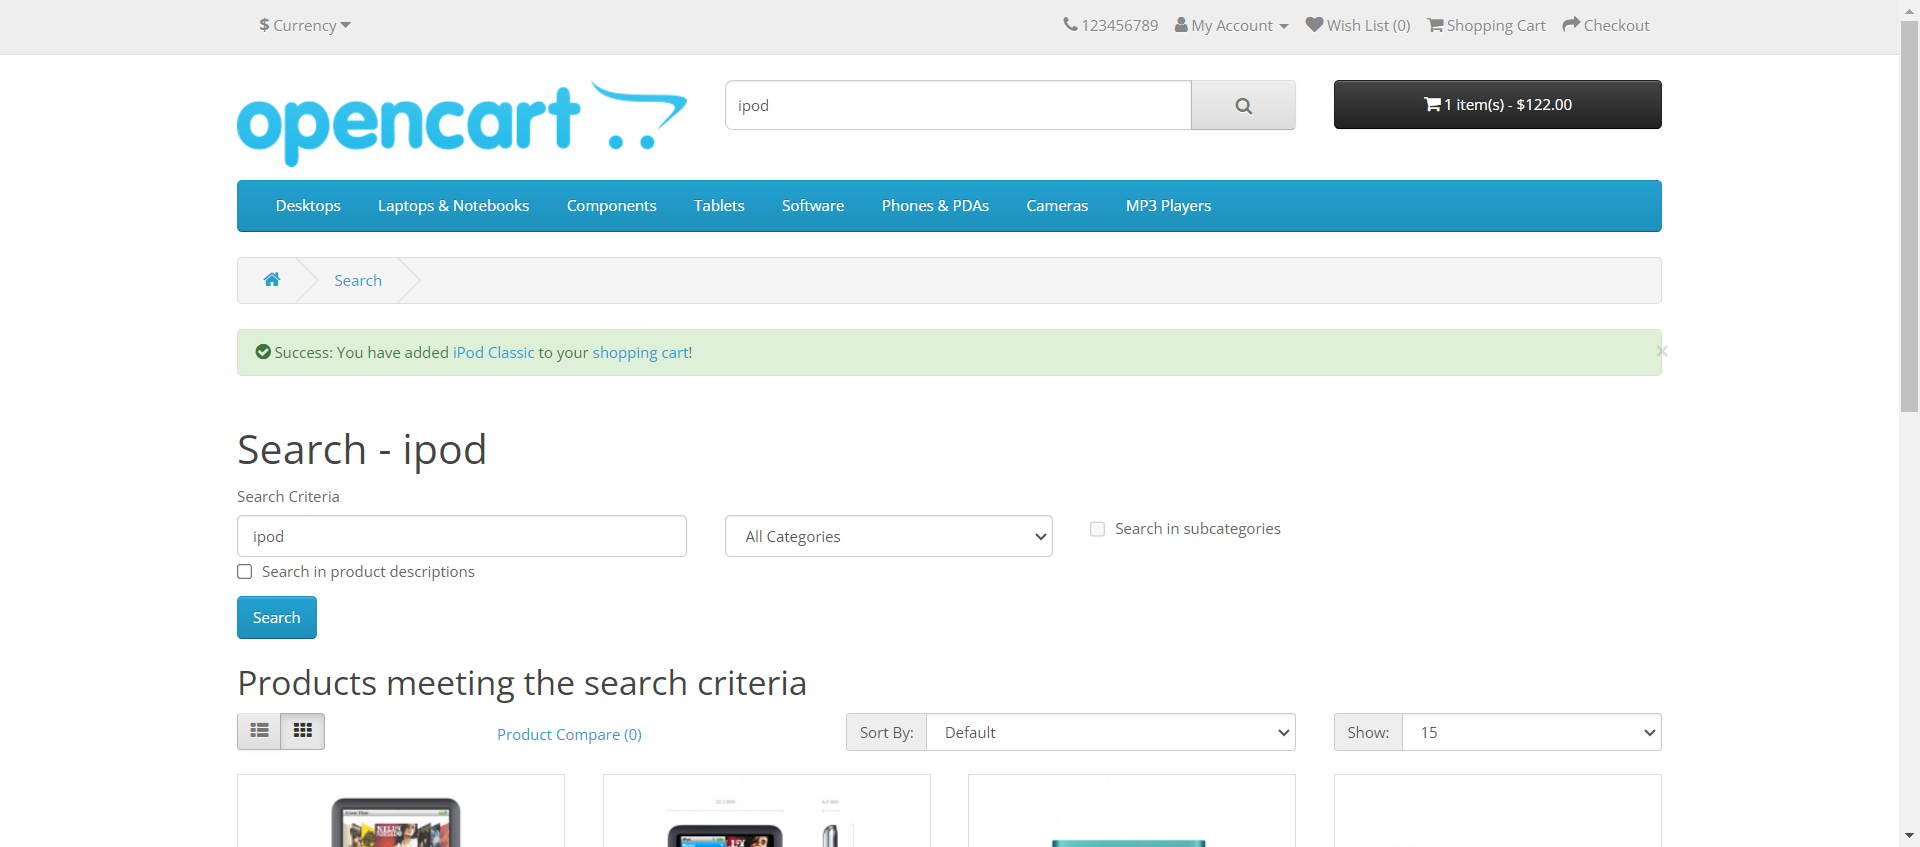 $ Currency
123456789 My Account Wish List (0) Shopping Cart Checkout
opencart
ipod
1 item(s) - $122.00
Desktops Laptops & Notebooks Components Tablets Software Phones & PDAs Cameras MP3 Players
Search
Success: You have added iPod Classic to your shopping cart!
×
Search - ipod
Search Criteria
ipod
All Categories
Search in subcategories
Search in product descriptions
Search
Products meeting the search criteria
Product Compare (0)
Sort By: Default
Show: 15